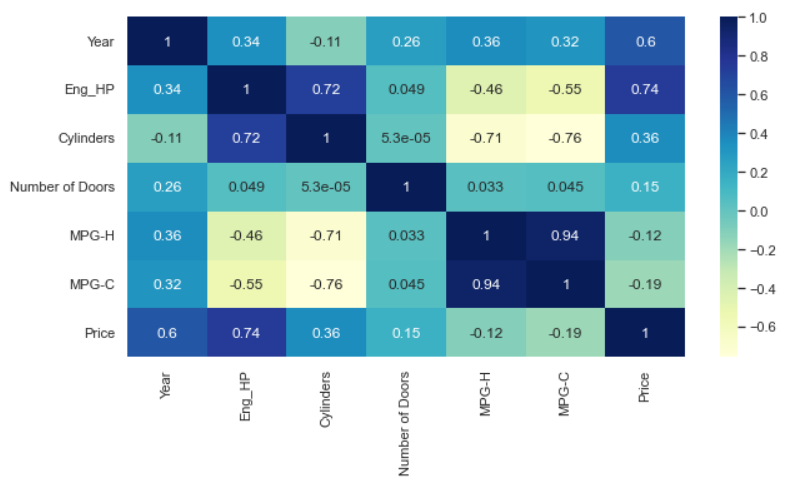 Year 1 0.34 -0.11 0.26 0.36 0.32 0.6
Eng_HP 0.34 1 0.72 0.049 -0.46 -0.55 0.74
Cylinders -0.11 0.72 1 5.3e-05 -0.71 -0.76 0.36
Number of Doors 0.26 0.049 5.3e-05 1 0.033 0.045 0.15
MPG-H 0.36 -0.46 -0.71 0.033 1 0.94 -0.12
MPG-C 0.32 -0.55 -0.76 0.045 0.94 1 -0.19
Price 0.6 0.74 0.36 0.15 -0.12 -0.19 1
Year Eng_HP Cylinders Number of Doors MPG-H MPG-C Price
1.0
0.8
0.6
0.4
0.2
0.0
−0.2
−0.4
−0.6